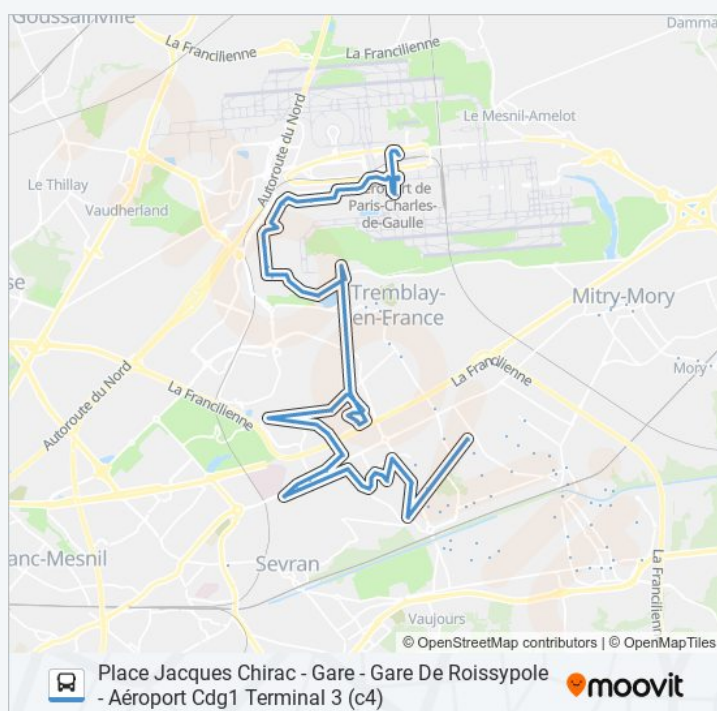 Goussainville
La Francilienne
La Francilienne
Damma
Autoroute du Nord
Le Mesnil-Amelot
Le Thillay
Vaudherland
Aéroport de
Paris-Charles-
de-Gaulle
sse
Tremblay-
en-France
Mitry-Mory
Autoroute du Nord
La Francilienne
La Francilienne
Mory
anc-Mesnil
Sevran
La Francilienne
Vaujours
© OpenStreetMap contributors | © OpenMapTiles
Place Jacques Chirac - Gare - Gare De Roissypole
- Aéroport Cdg1 Terminal 3 (c4)
moovit